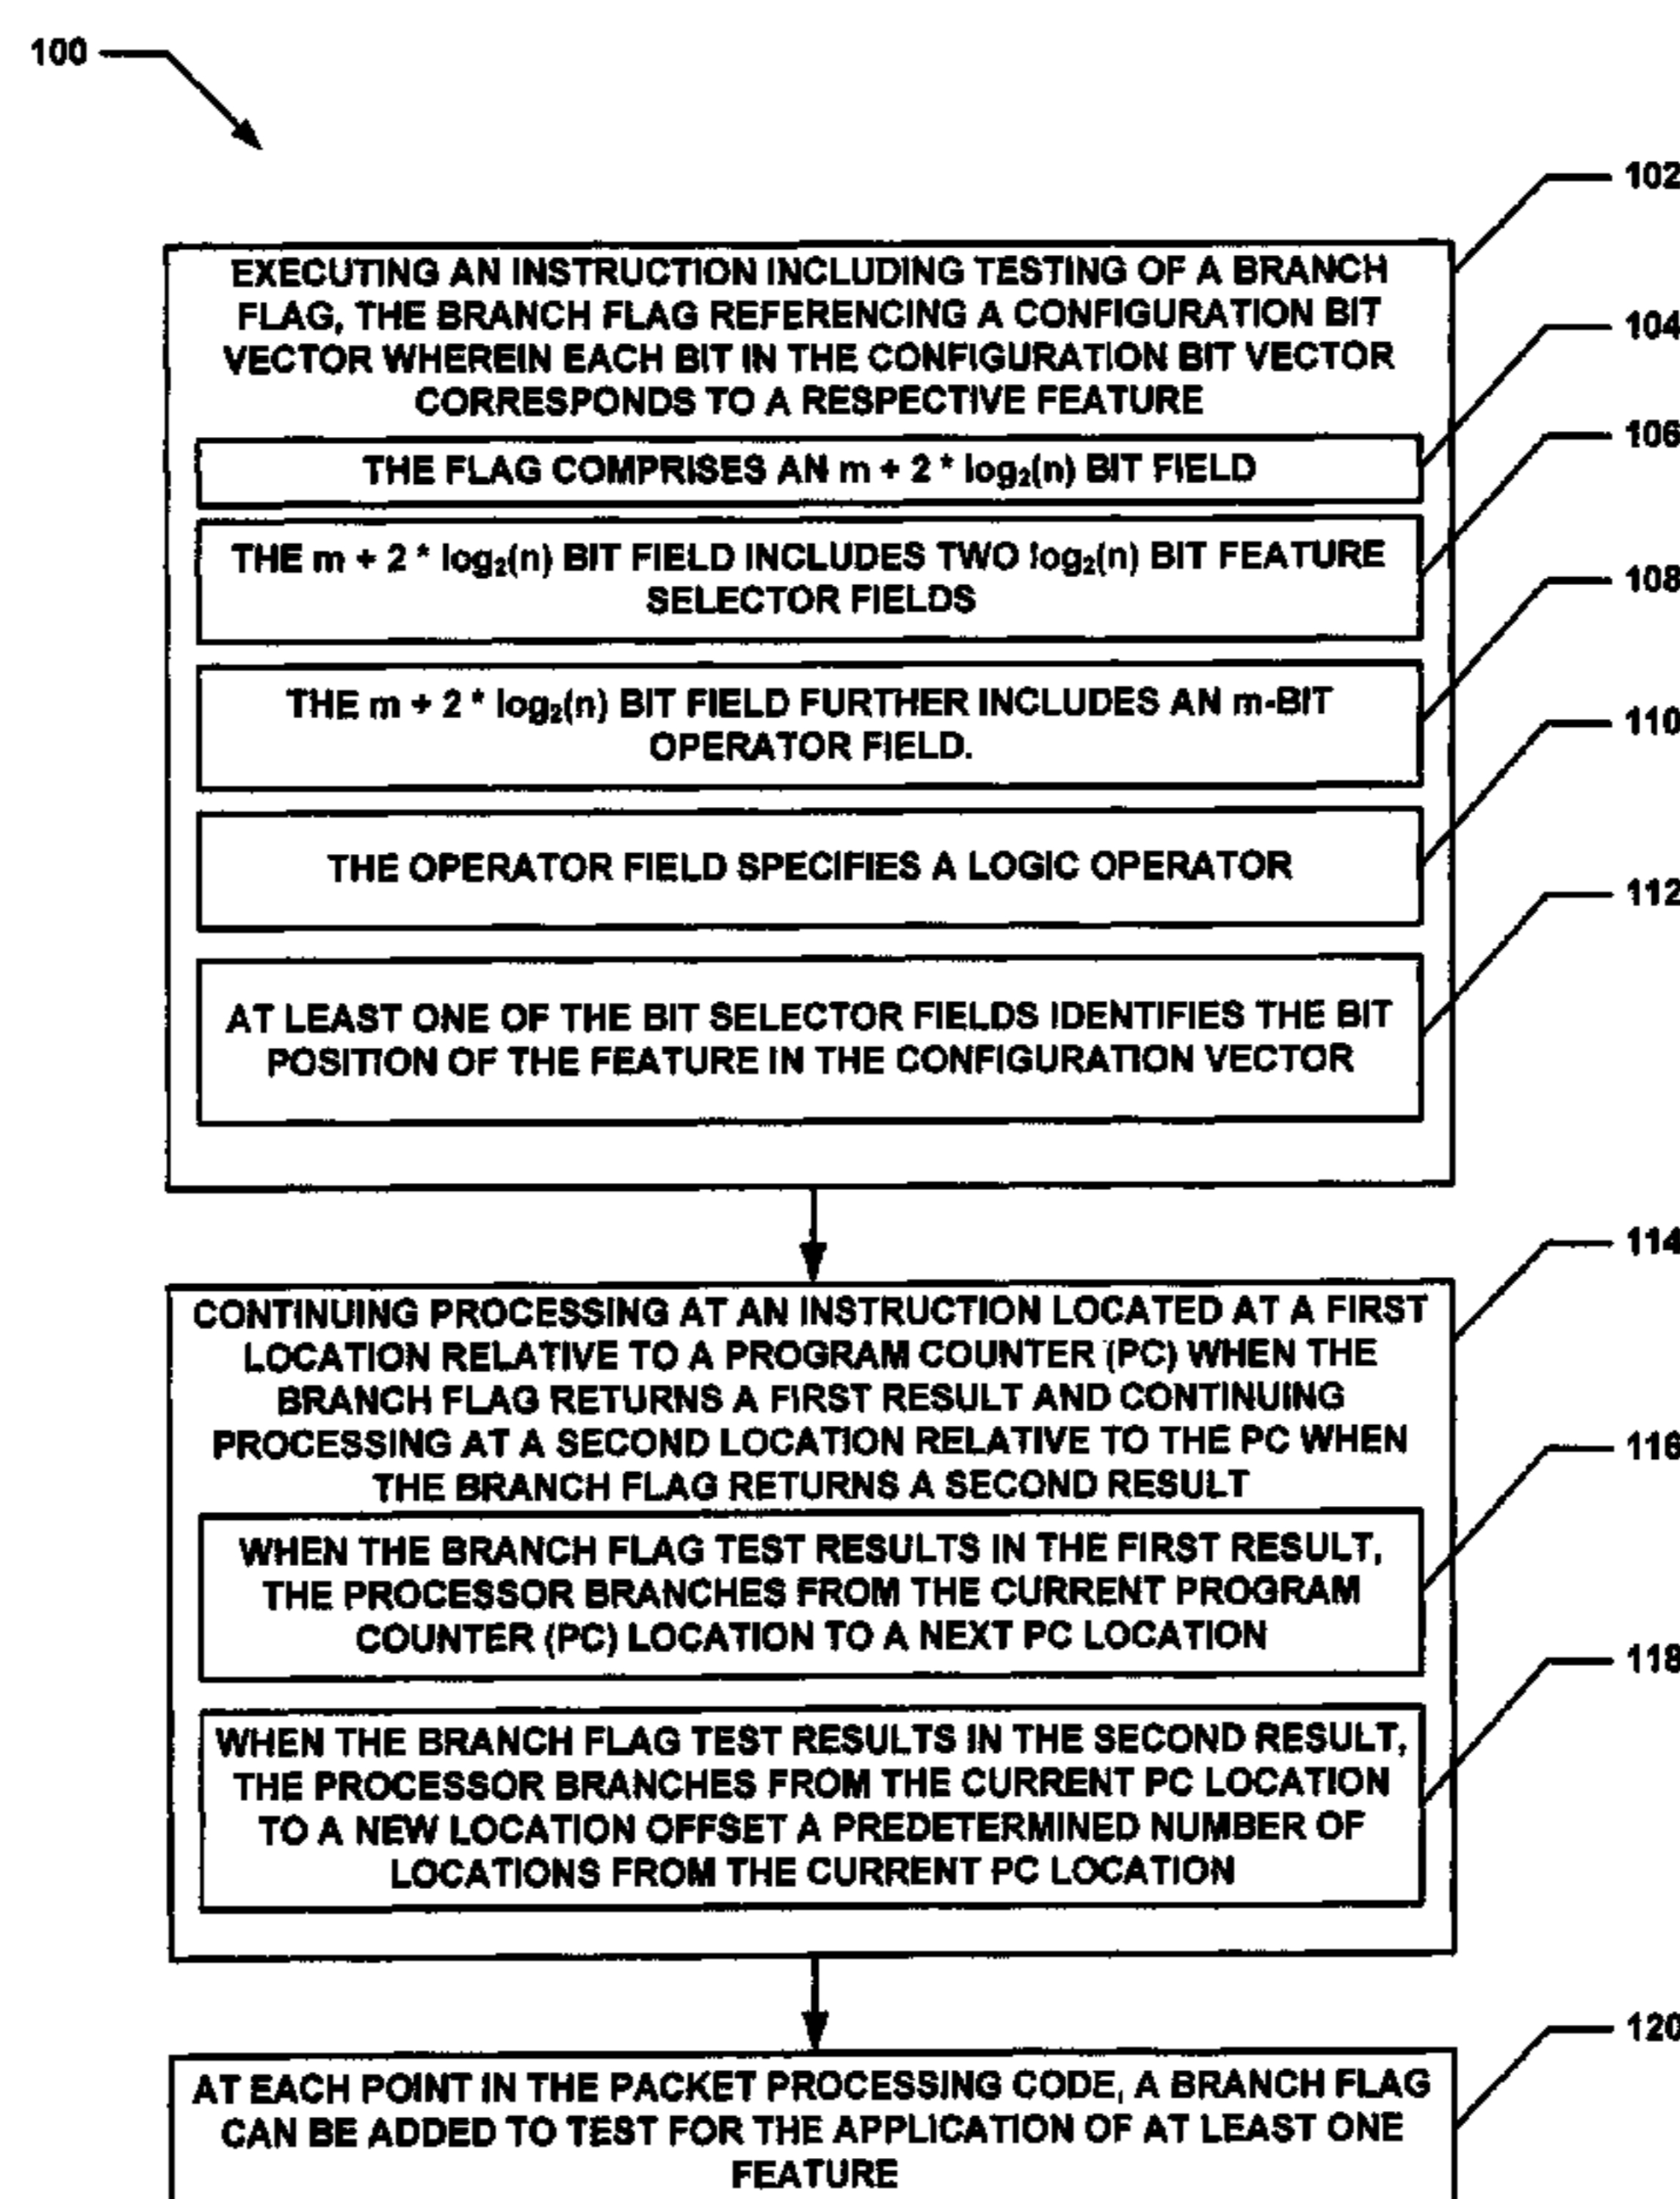 100
102
EXECUTING AN INSTRUCTION INCLUDING TESTING OF A BRANCH
FLAG, THE BRANCH FLAG REFERENCING A CONFIGURATION BIT
VECTOR WHEREIN EACH BIT IN THE CONFIGURATION BIT VECTOR
CORRESPONDS TO A RESPECTIVE FEATURE
104
THE FLAG COMPRISES AN m + 2 * log₂(n) BIT FIELD
106
THE m + 2 * log₂(n) BIT FIELD INCLUDES TWO log₂(n) BIT FEATURE
SELECTOR FIELDS
108
THE m + 2 * log₂(n) BIT FIELD FURTHER INCLUDES AN m-BIT
OPERATOR FIELD.
110
THE OPERATOR FIELD SPECIFIES A LOGIC OPERATOR
112
AT LEAST ONE OF THE BIT SELECTOR FIELDS IDENTIFIES THE BIT
POSITION OF THE FEATURE IN THE CONFIGURATION VECTOR
114
CONTINUING PROCESSING AT AN INSTRUCTION LOCATED AT A FIRST
LOCATION RELATIVE TO A PROGRAM COUNTER (PC) WHEN THE
BRANCH FLAG RETURNS A FIRST RESULT AND CONTINUING
PROCESSING AT A SECOND LOCATION RELATIVE TO THE PC WHEN
THE BRANCH FLAG RETURNS A SECOND RESULT
116
WHEN THE BRANCH FLAG TEST RESULTS IN THE FIRST RESULT,
THE PROCESSOR BRANCHES FROM THE CURRENT PROGRAM
COUNTER (PC) LOCATION TO A NEXT PC LOCATION
118
WHEN THE BRANCH FLAG TEST RESULTS IN THE SECOND RESULT,
THE PROCESSOR BRANCHES FROM THE CURRENT PC LOCATION
TO A NEW LOCATION OFFSET A PREDETERMINED NUMBER OF
LOCATIONS FROM THE CURRENT PC LOCATION
120
AT EACH POINT IN THE PACKET PROCESSING CODE, A BRANCH FLAG
CAN BE ADDED TO TEST FOR THE APPLICATION OF AT LEAST ONE
FEATURE